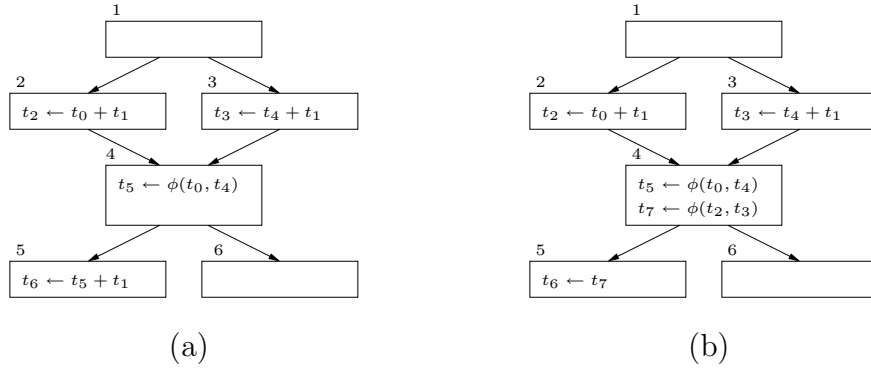 1
2
3
t₂ ← t₀ + t₁
t₃ ← t₄ + t₁
4
t₅ ← ϕ(t₀, t₄)
5
6
t₆ ← t₅ + t₁
(a)
1
2
3
t₂ ← t₀ + t₁
t₃ ← t₄ + t₁
4
t₅ ← ϕ(t₀, t₄)
t₇ ← ϕ(t₂, t₃)
5
6
t₆ ← t₇
(b)